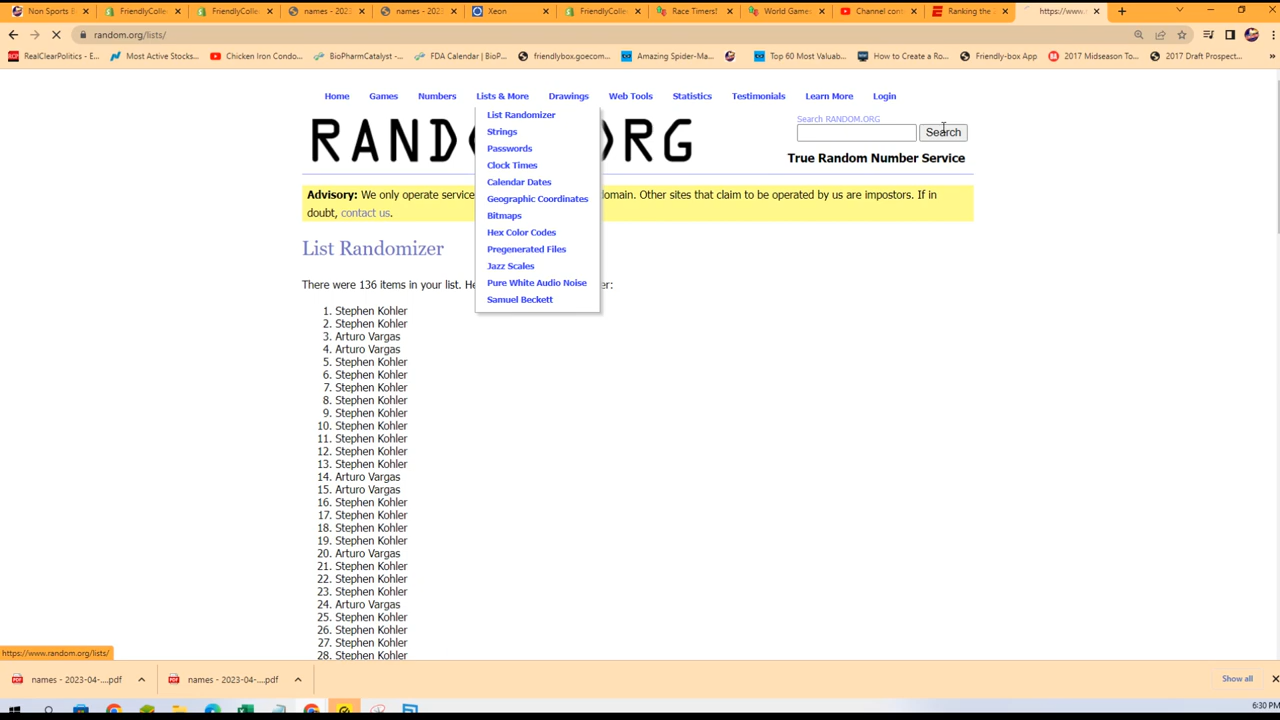 Non Sports B
FriendlyColle
FriendlyColle
names - 2023
names - 2023
Xeon
FriendlyColle
Race Timers!
World Game
Channel con
Ranking the
https://www.
random.org/lists/
RealClearPolitics - E...
Most Active Stocks...
Chicken Iron Condo...
BioPharmCatalyst -...
FDA Calendar | BioP...
friendlybox.goecom...
Amazing Spider-Ma...
Top 60 Most Valuab...
How to Create a Ro...
Friendly-box App
2017 Midseason To...
2017 Draft Prospect...
»
Home Games Numbers Lists & More Drawings Web Tools Statistics Testimonials Learn More Login
List Randomizer
Strings
Passwords
Clock Times
Calendar Dates
Geographic Coordinates
Bitmaps
Hex Color Codes
Pregenerated Files
Jazz Scales
Pure White Audio Noise
Samuel Beckett
RAND RG
Search RANDOM.ORG
Search
True Random Number Service
Advisory: We only operate service domain. Other sites that claim to be operated by us are impostors. If in
doubt, contact us.
List Randomizer
There were 136 items in your list. He er:
1. Stephen Kohler
2. Stephen Kohler
3. Arturo Vargas
4. Arturo Vargas
5. Stephen Kohler
6. Stephen Kohler
7. Stephen Kohler
8. Stephen Kohler
9. Stephen Kohler
10. Stephen Kohler
11. Stephen Kohler
12. Stephen Kohler
13. Stephen Kohler
14. Arturo Vargas
15. Arturo Vargas
16. Stephen Kohler
17. Stephen Kohler
18. Stephen Kohler
19. Stephen Kohler
20. Arturo Vargas
21. Stephen Kohler
22. Stephen Kohler
23. Stephen Kohler
24. Arturo Vargas
25. Stephen Kohler
26. Stephen Kohler
27. Stephen Kohler
28. Stephen Kohler
https://www.random.org/lists/
names - 2023-04-....pdf
names - 2023-04-....pdf
Show all
6:30 PM